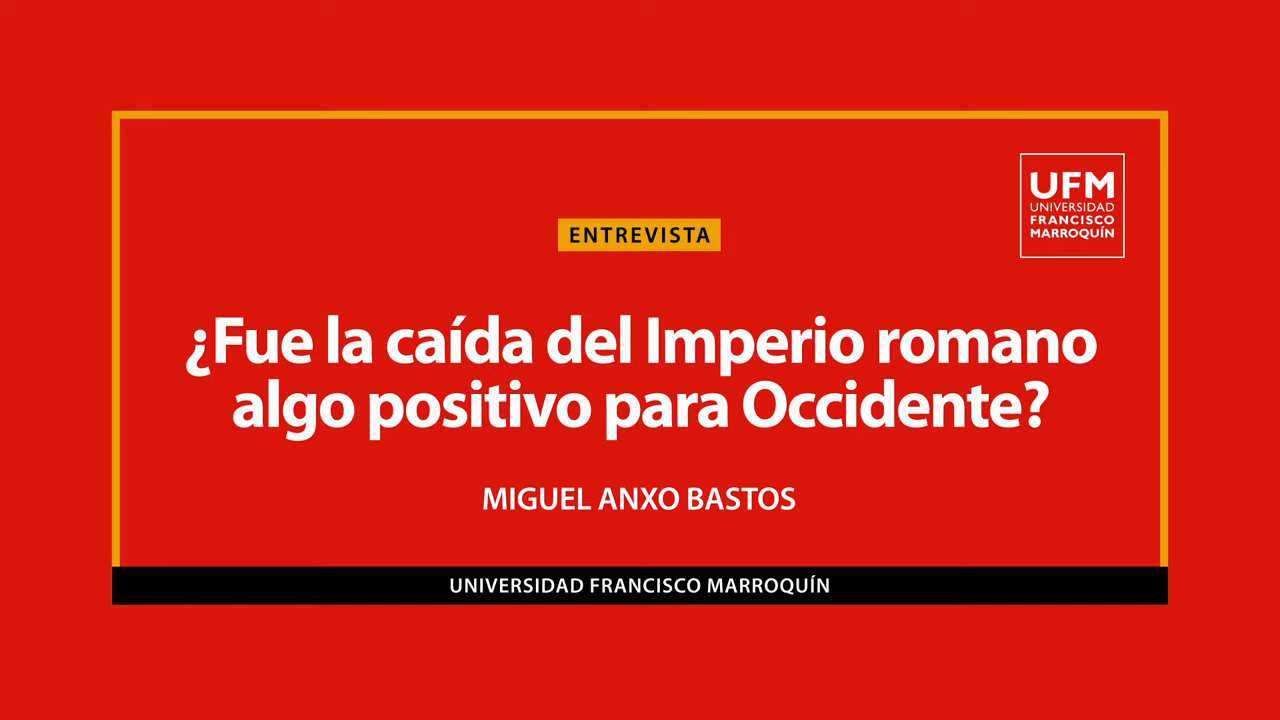 UFM
UNIVERSIDAD
FRANCISCO
MARROQUÍN
ENTREVISTA
¿Fue la caída del Imperio romano
algo positivo para Occidente?
MIGUEL ANXO BASTOS
UNIVERSIDAD FRANCISCO MARROQUÍN